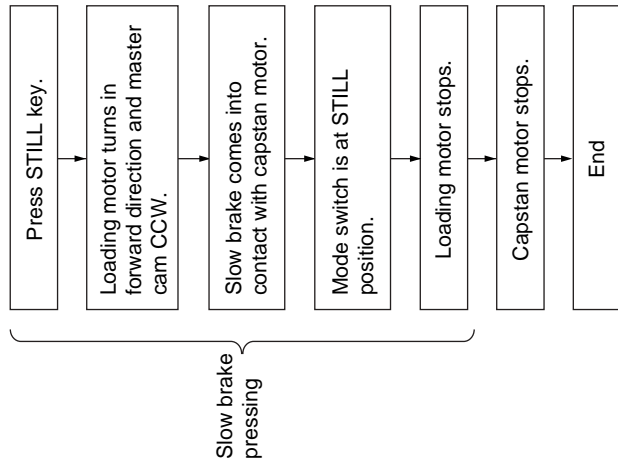 Press STILL key.
Loading motor turns in
forward direction and master
cam CCW.
Slow brake comes into
contact with capstan motor.
Mode switch is at STILL
position.
Loading motor stops.
Capstan motor stops.
End
Slow brake
pressing